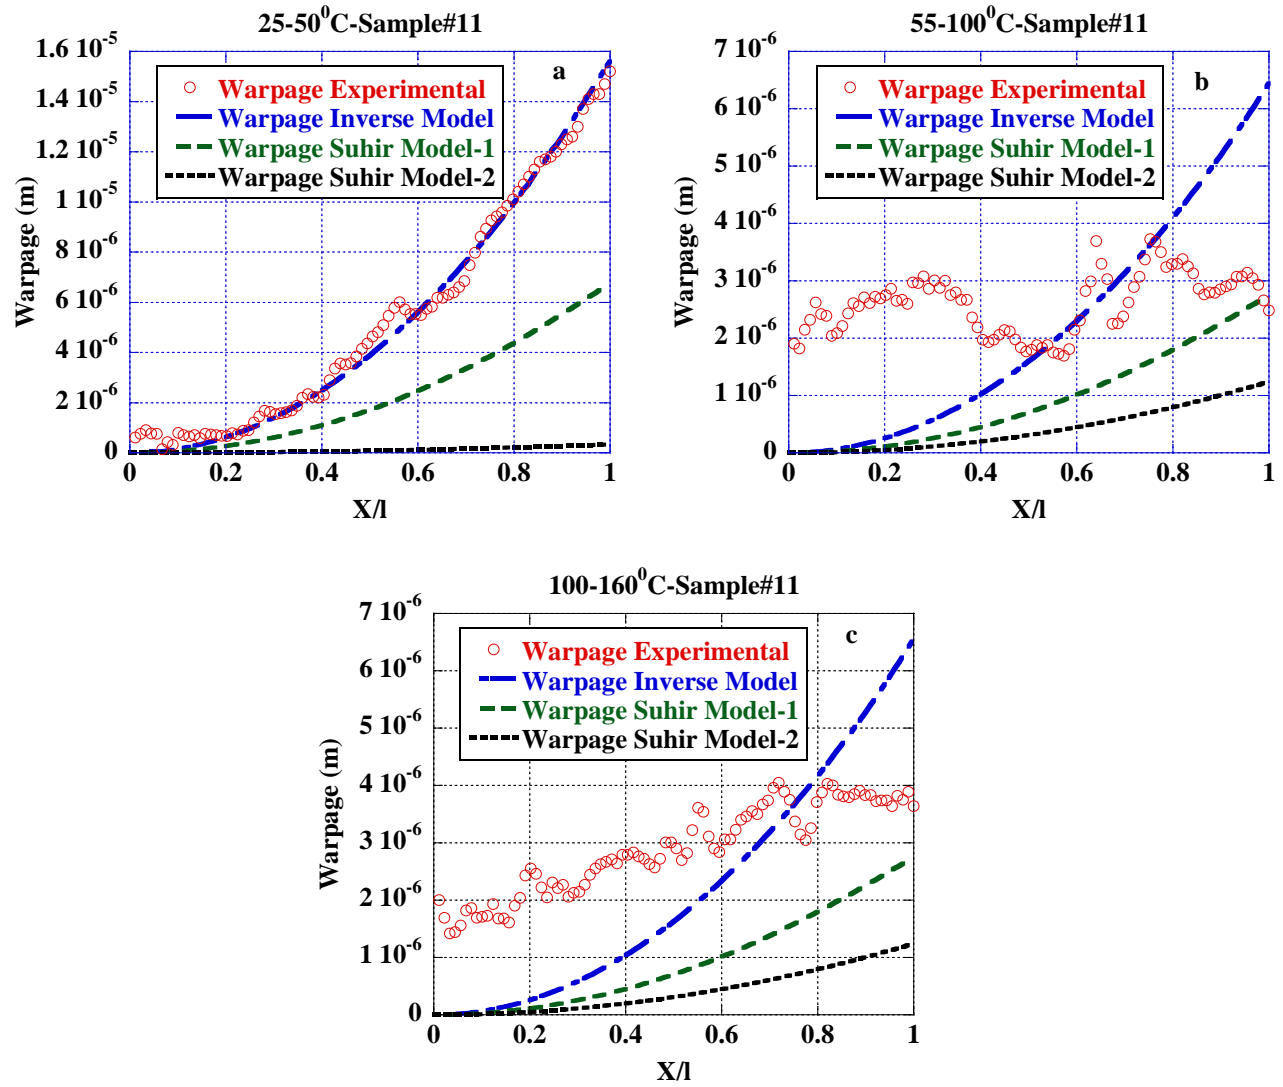 25-50⁰C-Sample#11
a
Warpage Experimental
Warpage Inverse Model
Warpage Suhir Model-1
Warpage Suhir Model-2
1.6 10⁻⁵
1.4 10⁻⁵
1.2 10⁻⁵
1 10⁻⁵
8 10⁻⁶
6 10⁻⁶
4 10⁻⁶
2 10⁻⁶
0
Warpage (m)
0 0.2 0.4 0.6 0.8 1
X/l
55-100⁰C-Sample#11
b
Warpage Experimental
Warpage Inverse Model
Warpage Suhir Model-1
Warpage Suhir Model-2
7 10⁻⁶
6 10⁻⁶
5 10⁻⁶
4 10⁻⁶
3 10⁻⁶
2 10⁻⁶
1 10⁻⁶
0
Warpage (m)
0 0.2 0.4 0.6 0.8 1
X/l
100-160⁰C-Sample#11
c
Warpage Experimental
Warpage Inverse Model
Warpage Suhir Model-1
Warpage Suhir Model-2
7 10⁻⁶
6 10⁻⁶
5 10⁻⁶
4 10⁻⁶
3 10⁻⁶
2 10⁻⁶
1 10⁻⁶
0
Warpage (m)
0 0.2 0.4 0.6 0.8 1
X/l